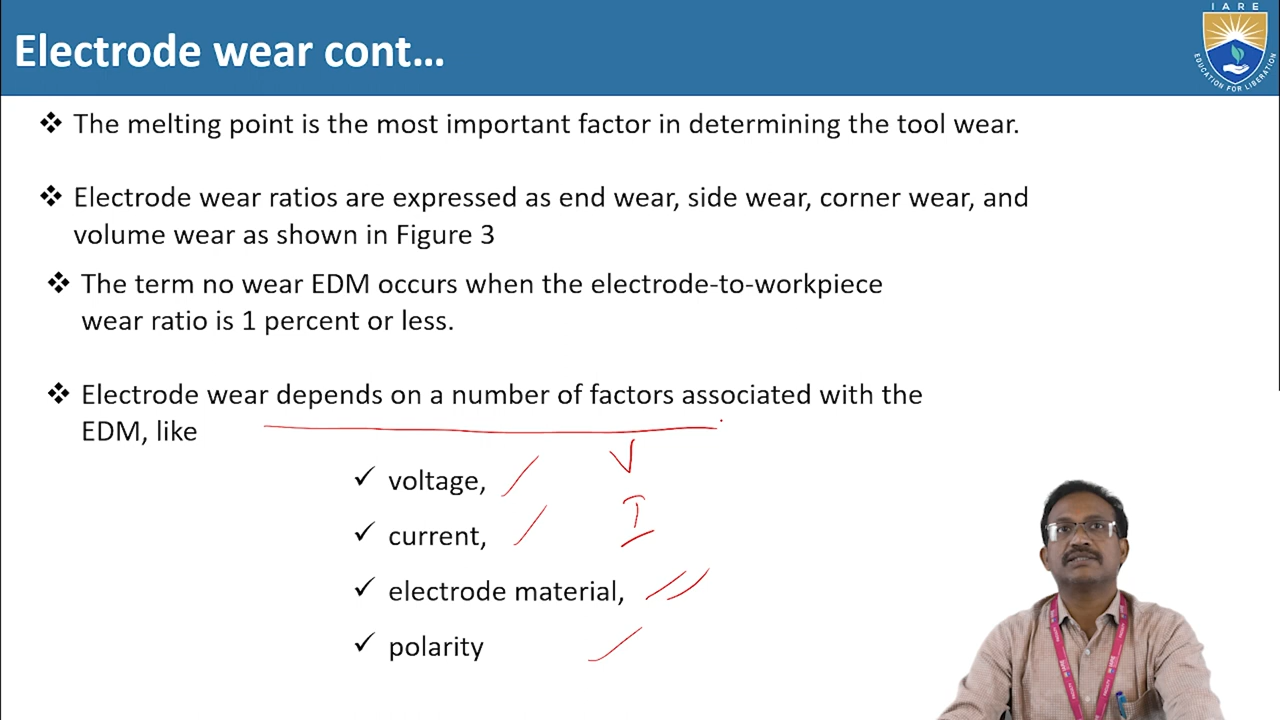 IARE
Electrode wear cont...
EDUCATION FOR LIBERATION
❖ The melting point is the most important factor in determining the tool wear.
❖ Electrode wear ratios are expressed as end wear, side wear, corner wear, and
volume wear as shown in Figure 3
❖ The term no wear EDM occurs when the electrode-to-workpiece
wear ratio is 1 percent or less.
❖ Electrode wear depends on a number of factors associated with the
EDM, like
V
✓ voltage,
I
✓ current,
✓ electrode material,
✓ polarity